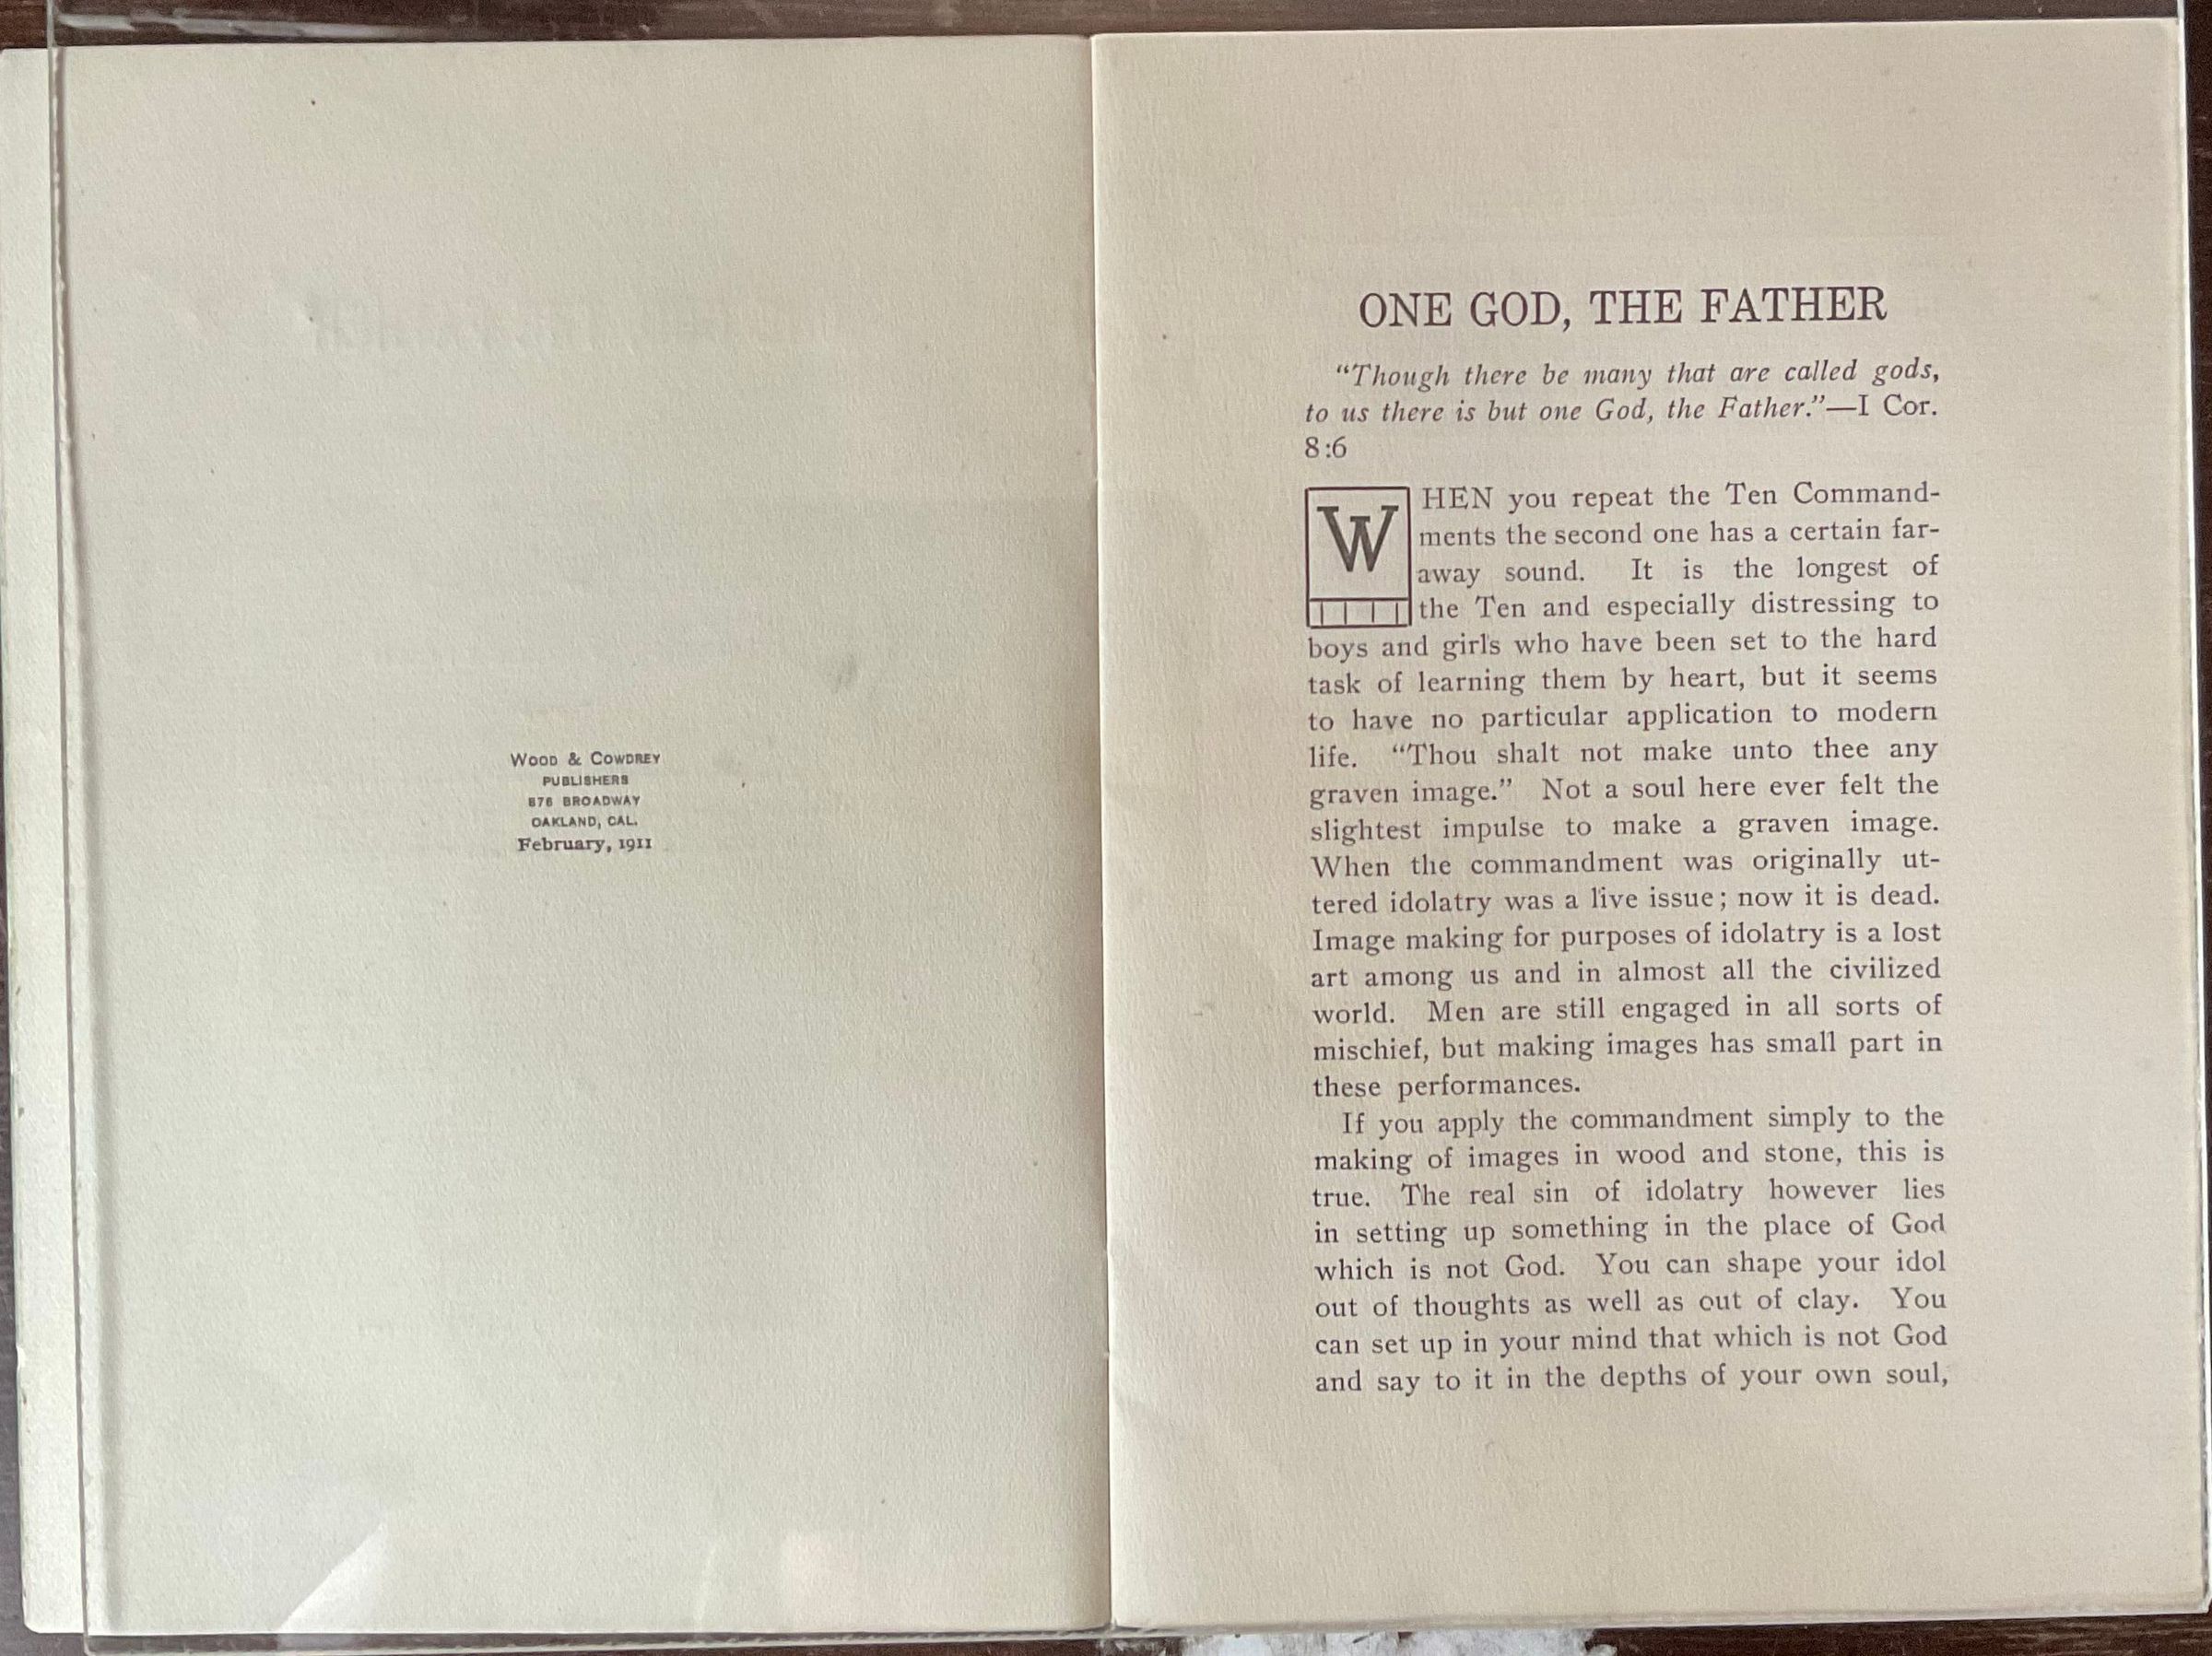 WOOD & COWDREY
PUBLISHERS
876 BROADWAY
OAKLAND, CAL.
February, 1911
ONE GOD, THE FATHER
“Though there be many that are called gods,
to us there is but one God, the Father.”—I Cor.
8:6
WHEN you repeat the Ten Command-
ments the second one has a certain far-
away sound. It is the longest of
the Ten and especially distressing to
boys and girls who have been set to the hard
task of learning them by heart, but it seems
to have no particular application to modern
life. “Thou shalt not make unto thee any
graven image.” Not a soul here ever felt the
slightest impulse to make a graven image.
When the commandment was originally ut-
tered idolatry was a live issue; now it is dead.
Image making for purposes of idolatry is a lost
art among us and in almost all the civilized
world. Men are still engaged in all sorts of
mischief, but making images has small part in
these performances.
If you apply the commandment simply to the
making of images in wood and stone, this is
true. The real sin of idolatry however lies
in setting up something in the place of God
which is not God. You can shape your idol
out of thoughts as well as out of clay. You
can set up in your mind that which is not God
and say to it in the depths of your own soul,